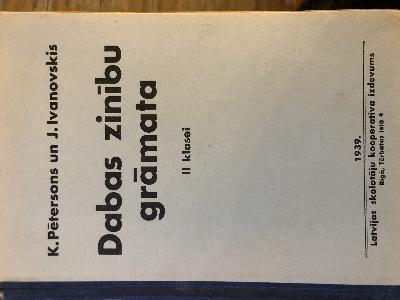 K. Pētersons un J. Ivanovskis
Dabas zinību
grāmata
II klasei
1939.
Latvijas skolotāju kooperatīva izdevums
Rīgā, Tērbatas ielā 4